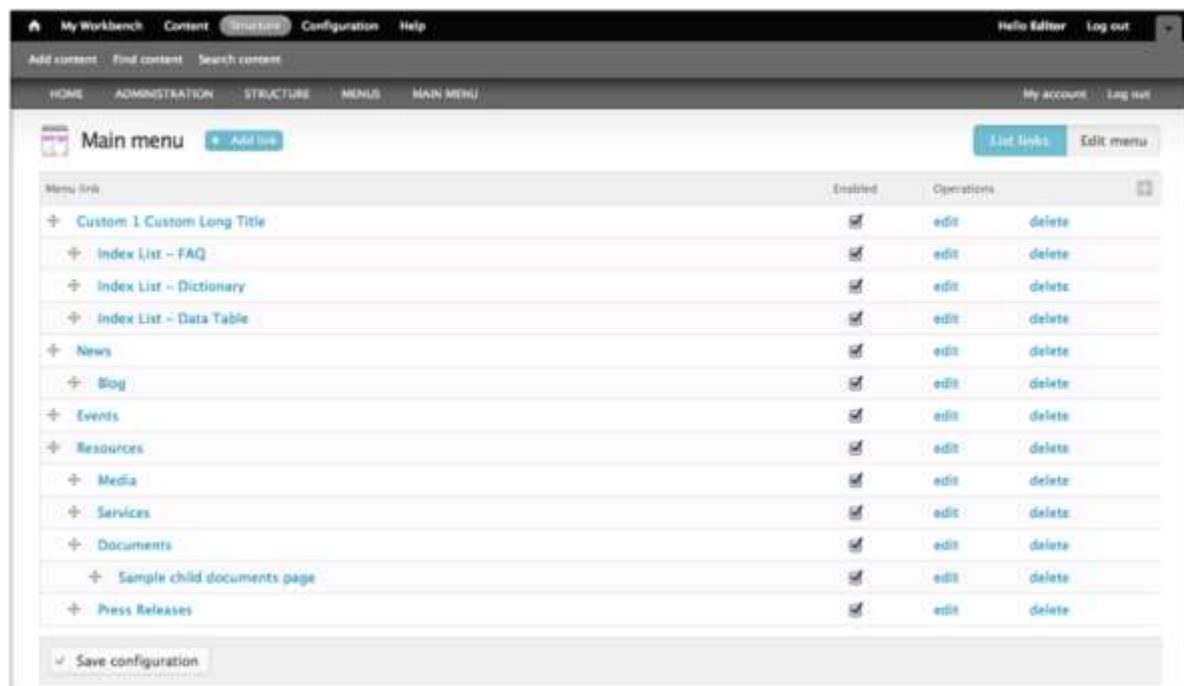 My Workbench Content Structure Configuration Help Hello Editor Log out
Add content Find content Search content
HOME ADMINISTRATION STRUCTURE MENUS MAIN MENU My account Log out
Main menu + Add link List links Edit menu
Menu link Enabled Operations
Custom 1 Custom Long Title edit delete
Index List – FAQ edit delete
Index List – Dictionary edit delete
Index List – Data Table edit delete
News edit delete
Blog edit delete
Events edit delete
Resources edit delete
Media edit delete
Services edit delete
Documents edit delete
Sample child documents page edit delete
Press Releases edit delete
Save configuration